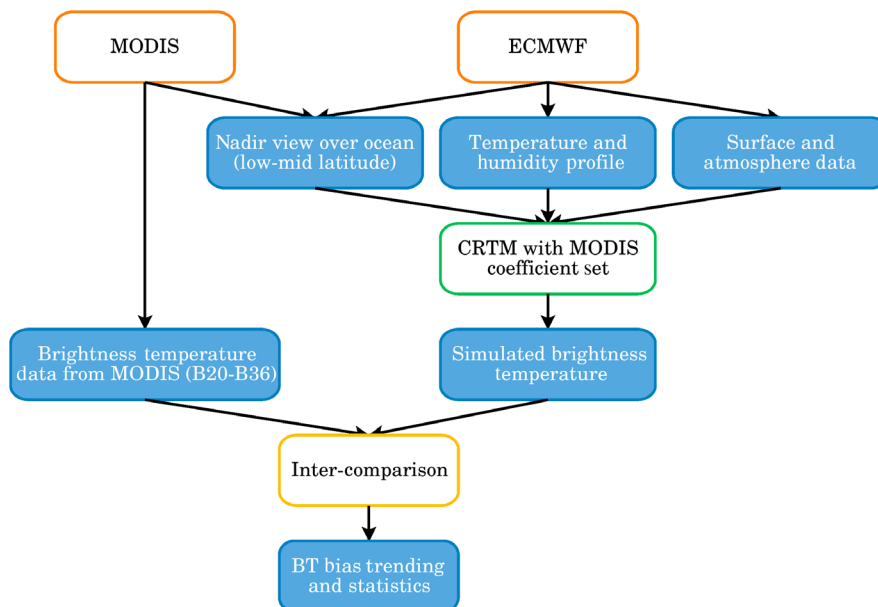 MODIS
ECMWF
Nadir view over ocean
(low-mid latitude)
Temperature and
humidity profile
Surface and
atmosphere data
CRTM with MODIS
coefficient set
Brightness temperature
data from MODIS (B20-B36)
Simulated brightness
temperature
Inter-comparison
BT bias trending
and statistics